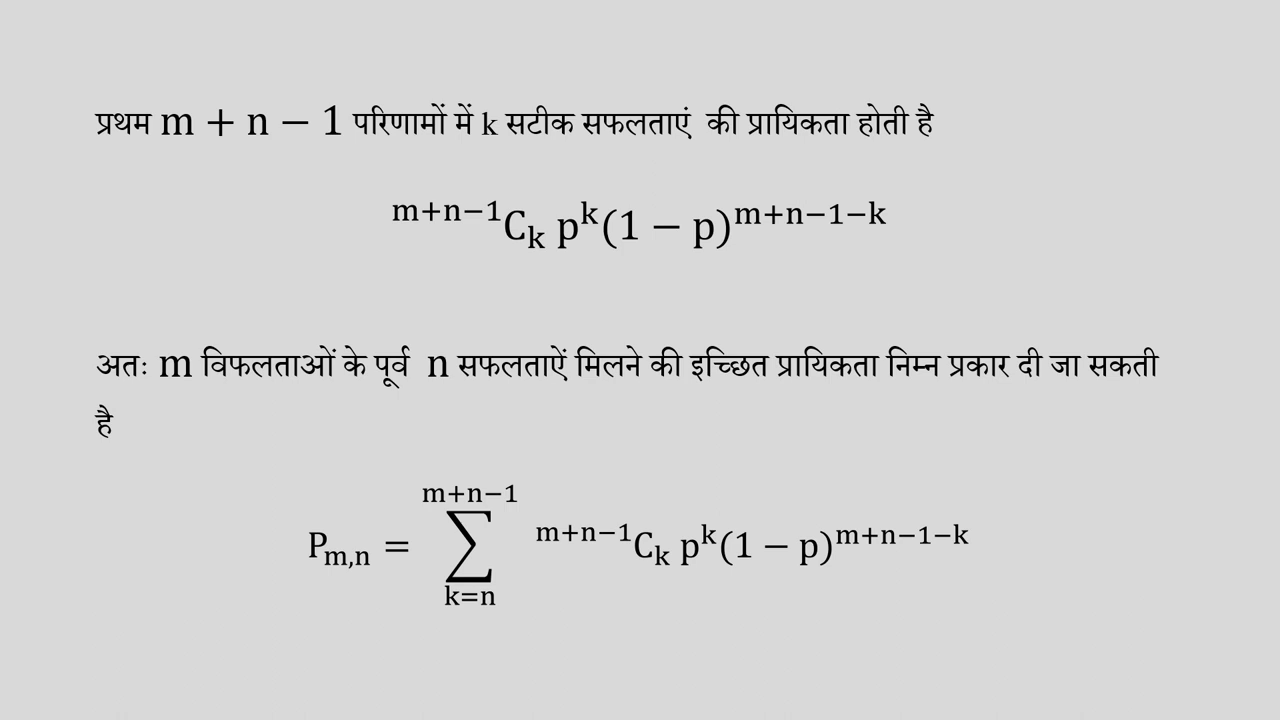 प्रथम m + n − 1 परिणामों में k सटीक सफलताएं की प्रायिकता होती है
ᵐ⁺ⁿ⁻¹Cₖ pᵏ(1 − p)ᵐ⁺ⁿ⁻¹⁻ᵏ
अतः m विफलताओं के पूर्व n सफलताऐं मिलने की इच्छित प्रायिकता निम्न प्रकार दी जा सकती
है
P_{m,n} = ∑_{k=n}^{m+n−1} ᵐ⁺ⁿ⁻¹Cₖ pᵏ(1 − p)ᵐ⁺ⁿ⁻¹⁻ᵏ